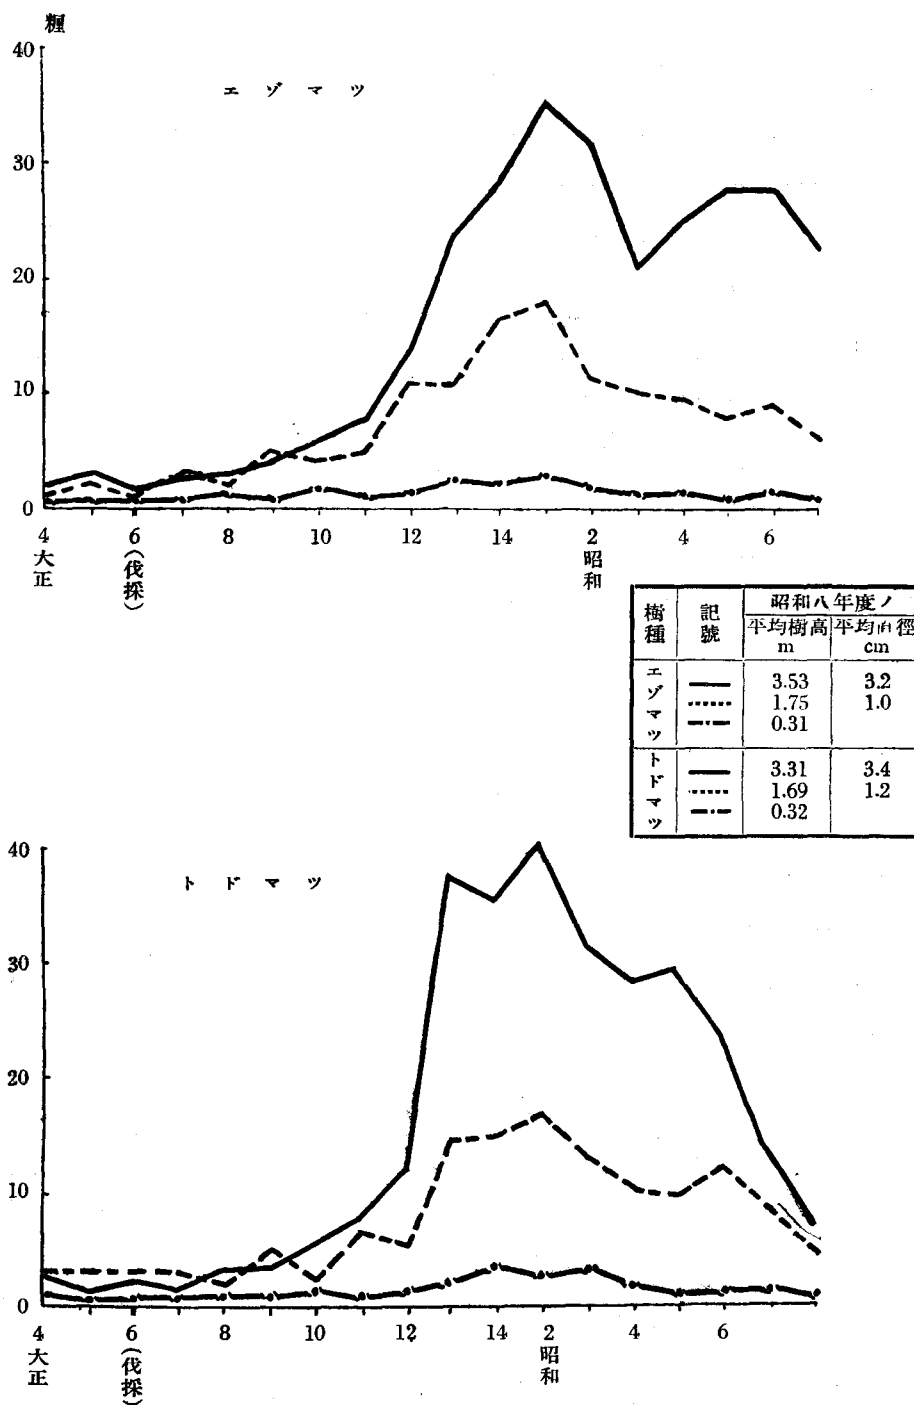 糎
エゾマツ
40
30
20
10
0
4 6 8 10 12 14 2 4 6
大正 (伐採) 昭和
樹種 記號 昭和八年度ノ
平均樹高 m 平均直徑 cm
エゾマツ
3.53 3.2
1.75 1.0
0.31
トドマツ
3.31 3.4
1.69 1.2
0.32
トドマツ
40
30
20
10
0
4 6 8 10 12 14 2 4 6
大正 (伐採) 昭和